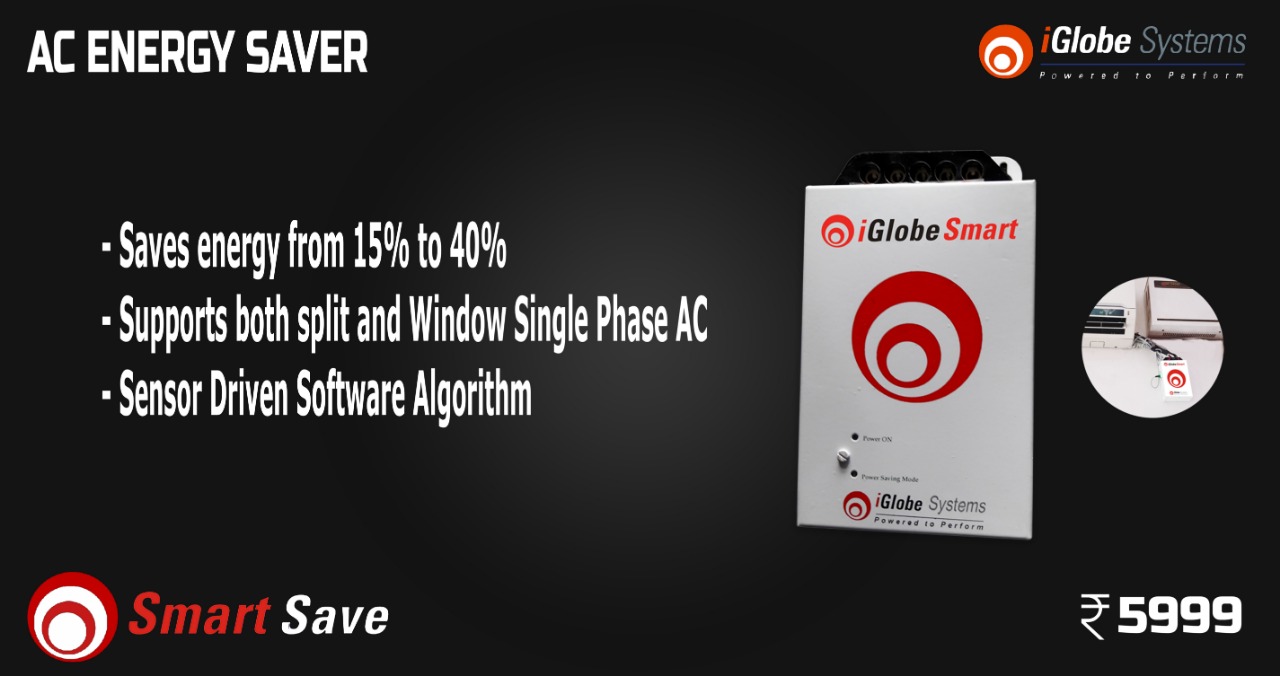 AC ENERGY SAVER
iGlobe Systems
Powered to Perform
- Saves energy from 15% to 40%
- Supports both split and Window Single Phase AC
- Sensor Driven Software Algorithm
iGlobe Smart
Power ON
Power Saving Mode
iGlobe Systems
Powered to Perform
Smart Save
₹ 5999